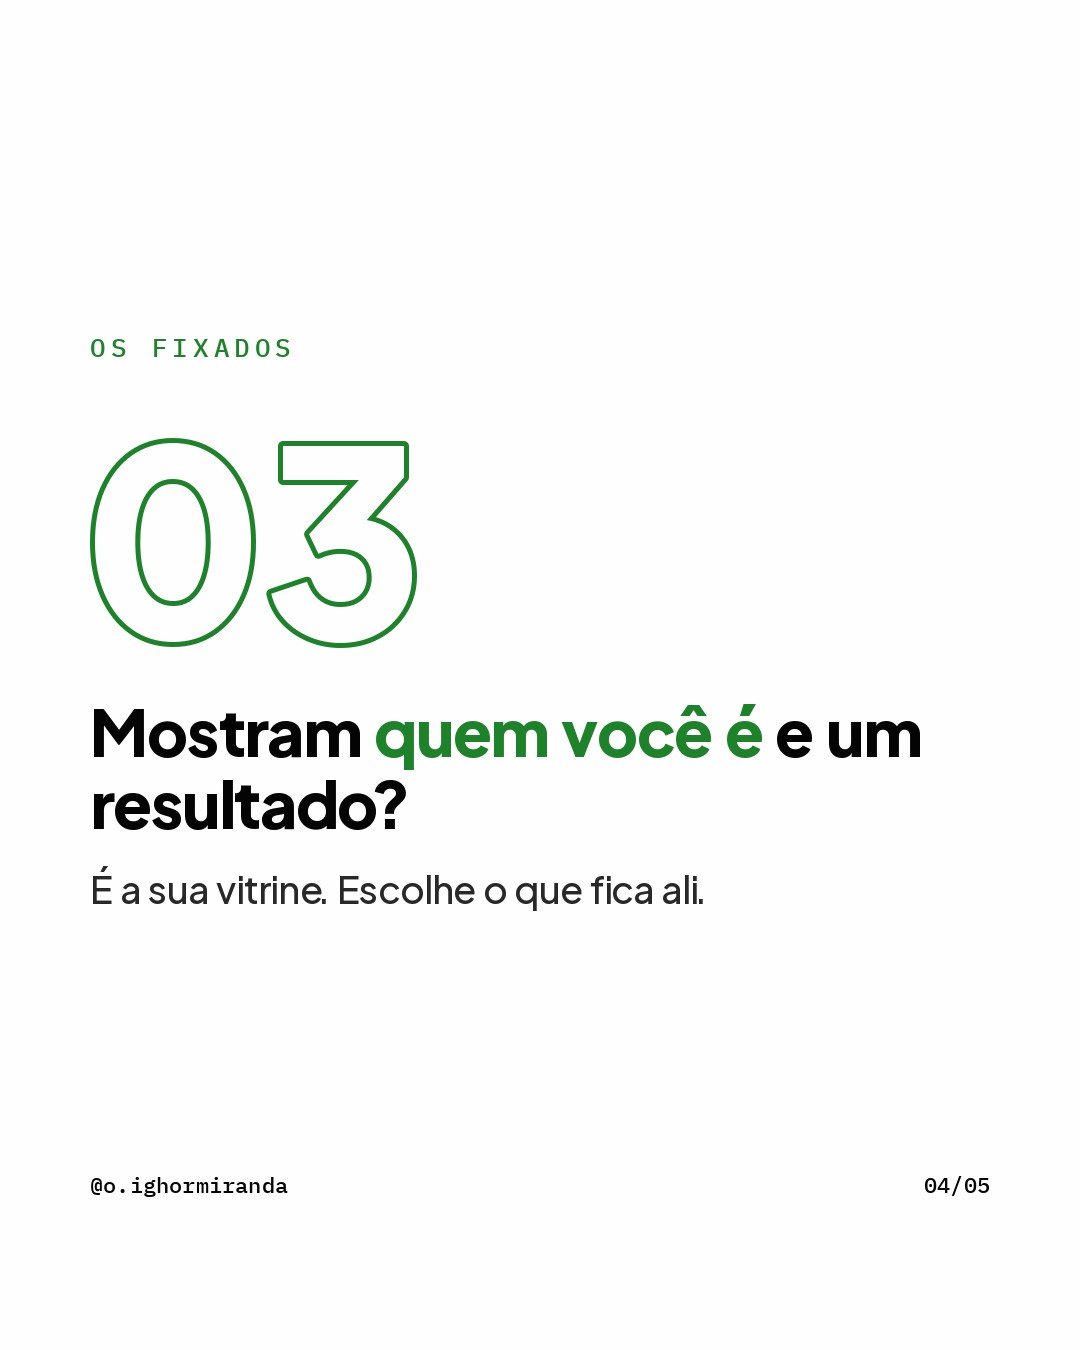 OS FIXADOS
03
Mostram quem você é e um
resultado?
É a sua vitrine. Escolhe o que fica ali.
@o.ighormiranda
04/05